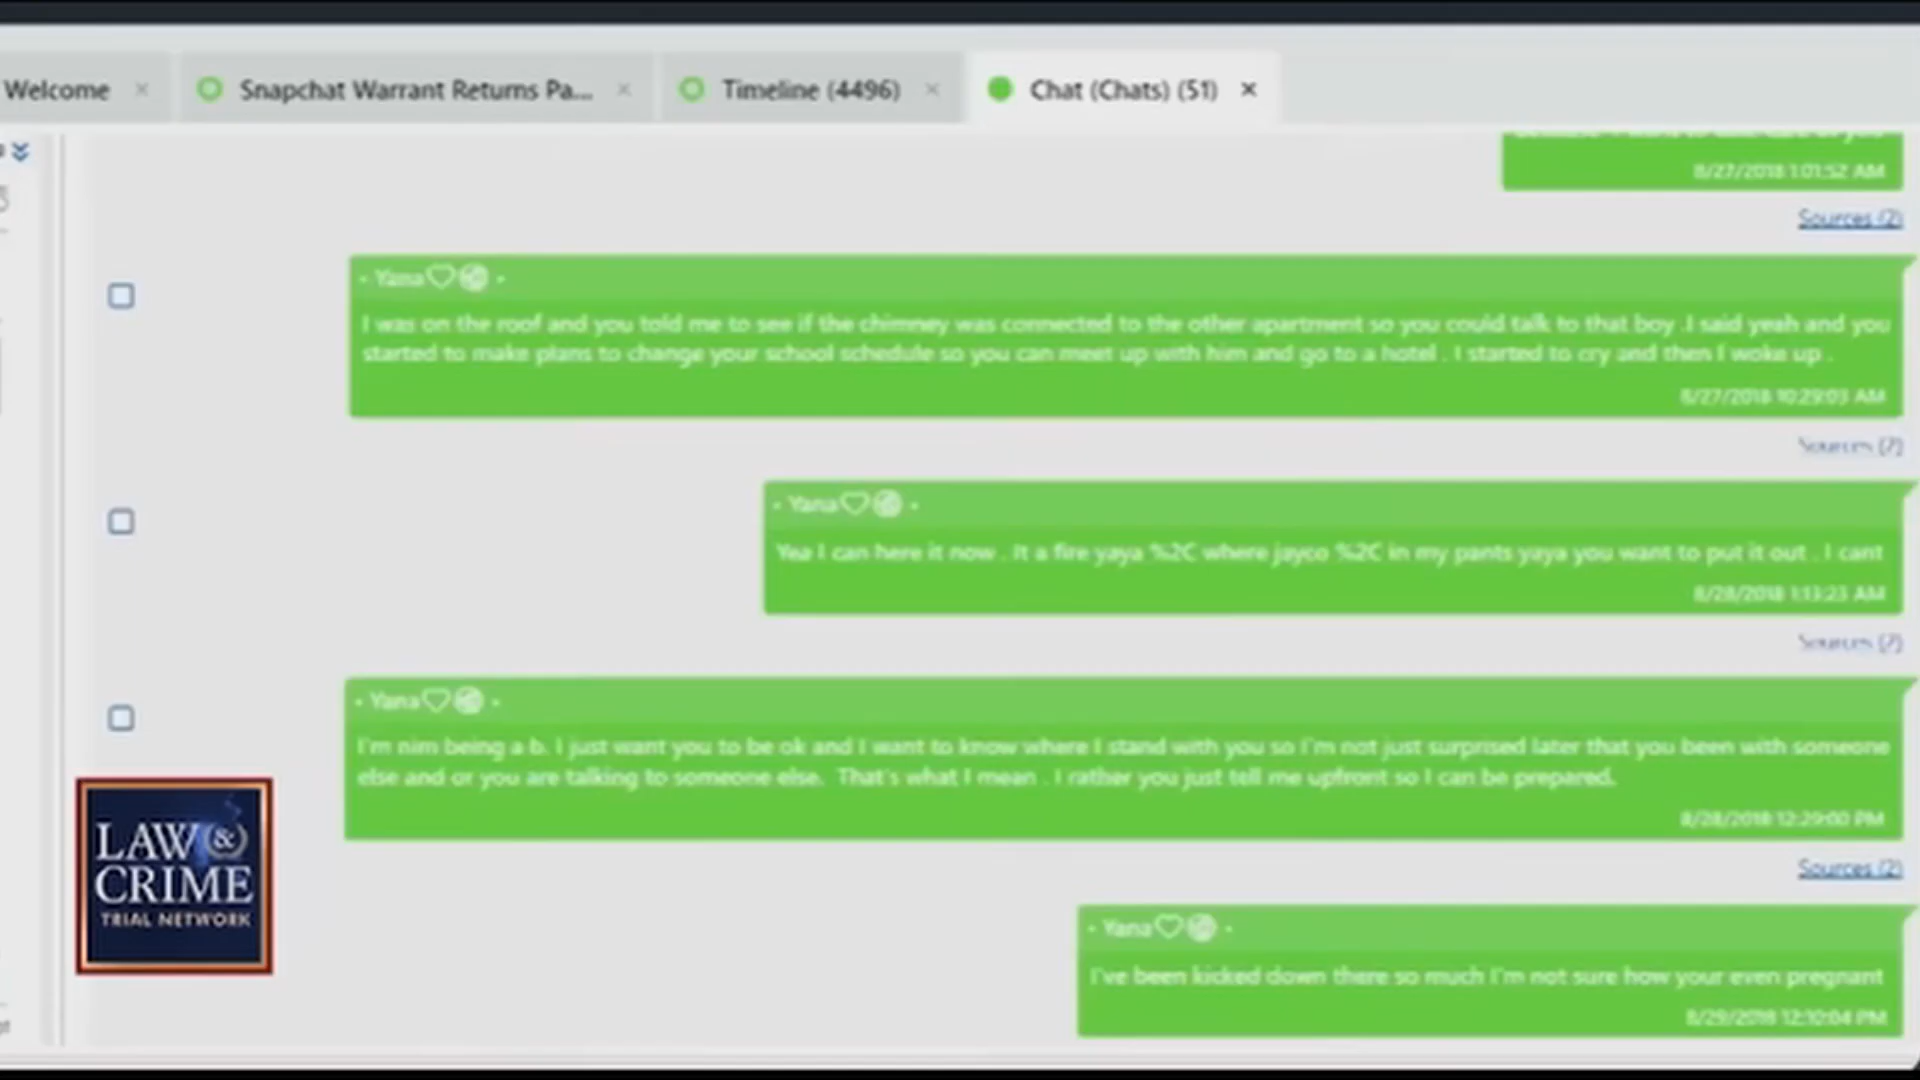 Welcome
Snapchat Warrant Returns Pa...
Timeline (4496)
Chat (Chats) (51)
8/27/2018 1:01:52 AM
Sources (2)
- Yana♡ -
I was on the roof and you told me to see if the chimney was connected to the other apartment so you could talk to that boy .I said yeah and you
started to make plans to change your school schedule so you can meet up with him and go to a hotel . I started to cry and then I woke up .
8/27/2018 10:29:03 AM
Sources (2)
- Yana♡ -
Yea I can here it now . It a fire yaya %2C where jayco %2C in my pants yaya you want to put it out . I cant
8/28/2018 1:13:23 AM
Sources (2)
- Yana♡ -
I'm nim being a b. I just want you to be ok and I want to know where I stand with you so I'm not just surprised later that you been with someone
else and or you are talking to someone else. That's what I mean . I rather you just tell me upfront so I can be prepared.
8/28/2018 12:29:00 PM
Sources (2)
- Yana♡ -
I've been kicked down there so much I'm not sure how your even pregnant
8/29/2018 12:10:04 PM
LAW &
CRIME
TRIAL NETWORK